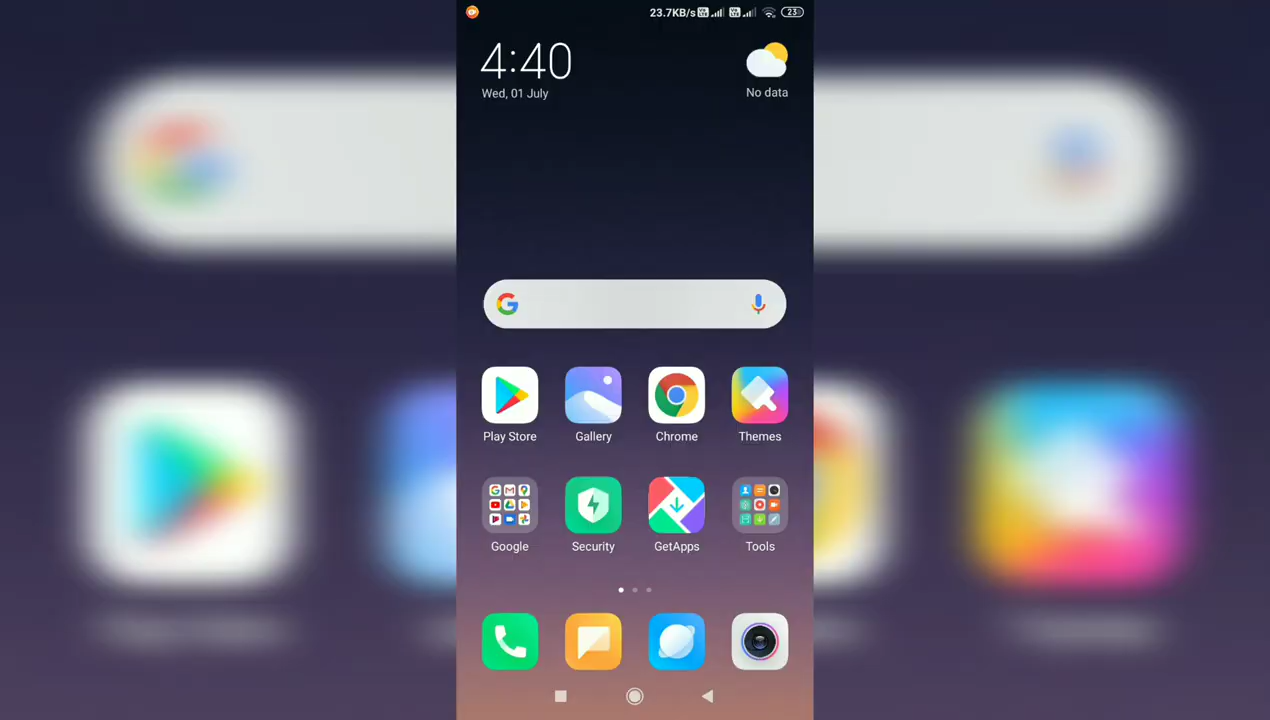 23.7KB/s
23
4:40
Wed, 01 July
No data
Play Store
Gallery
Chrome
Themes
Google
Security
GetApps
Tools